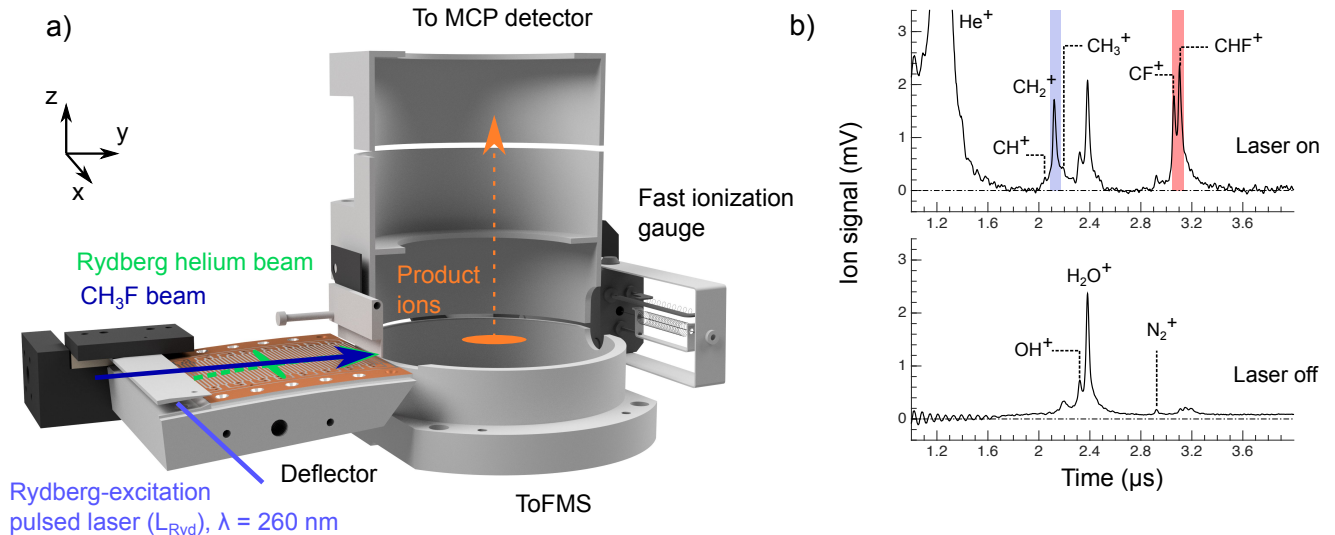 a)
To MCP detector
z
y
x
Rydberg helium beam
CH₃F beam
Product
ions
Fast ionization
gauge
Deflector
Rydberg-excitation
pulsed laser (L_Ryd), λ = 260 nm
ToFMS
b)
Ion signal (mV)
3
2
1
0
He⁺
CH⁺
CH₂⁺
CH₃⁺
CF⁺
CHF⁺
Laser on
1.2 1.6 2 2.4 2.8 3.2 3.6
3
2
1
0
OH⁺
H₂O⁺
N₂⁺
Laser off
1.2 1.6 2 2.4 2.8 3.2 3.6
Time (μs)